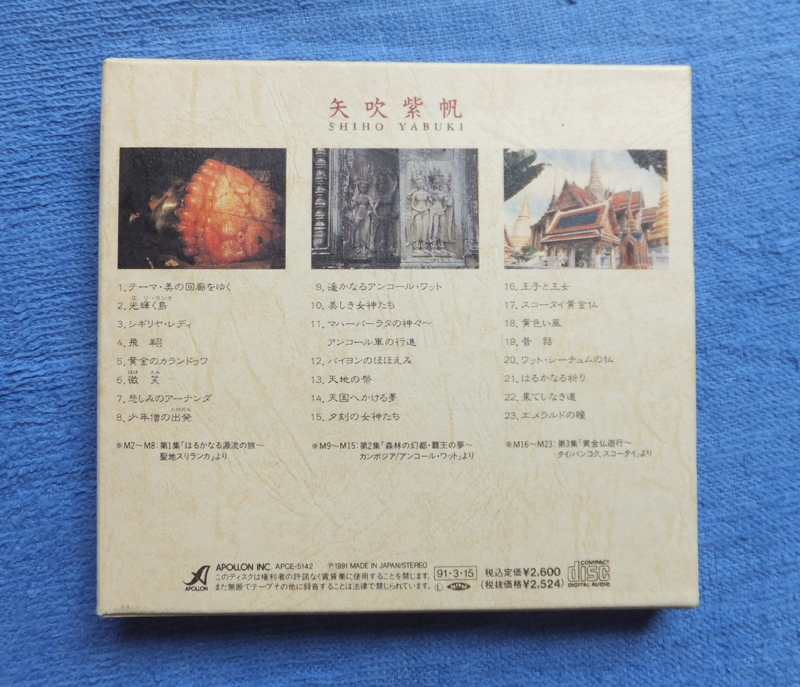 矢吹紫帆
SHIHO YABUKI
1.テーマ・美の回廊をゆく
スリ・ランカ
2.光輝く島
3.シギリヤ・レディ
4.飛 翔
5.黄金のカランドゥワ
ほほ えみ
6.微 笑
7.悲しみのアーナンダ
たびだち
8.少年僧の出発
※M2〜M8:第1集「はるかなる源流の旅〜
聖地スリランカ」より
9.遙かなるアンコール・ワット
10.美しき女神たち
11.マハーバーラタの神々〜
アンコール軍の行進
12.バイヨンのほほえみ
13.天地の祭
14.天国へかける夢
15.夕刻の女神たち
※M9〜M15:第2集「森林の幻都・覇王の夢〜
カンボジア/アンコール・ワット」より
16.王子と王女
17.スコータイ黄金仏
18.黄色い風
19.昔 話
20.ワット・シーチュムの仏
21.はるかなる祈り
22.果てしなき道
23.エメラルドの瞳
※M16〜M23:第3集「黄金仏遊行〜
タイ/バンコク、スコータイ」より
APOLLON
APOLLON INC. APCE-5142 Ⓟ1991 MADE IN JAPAN/STEREO
このディスクは権利者の許諾なく賃貸業に使用することを禁じます。
また無断でテープその他に録音することは法律で禁じられています。
91・3・15
Ⓛ
税込定価¥2,600
(税抜価格¥2,524)
COMPACT
disc
DIGITAL AUDIO